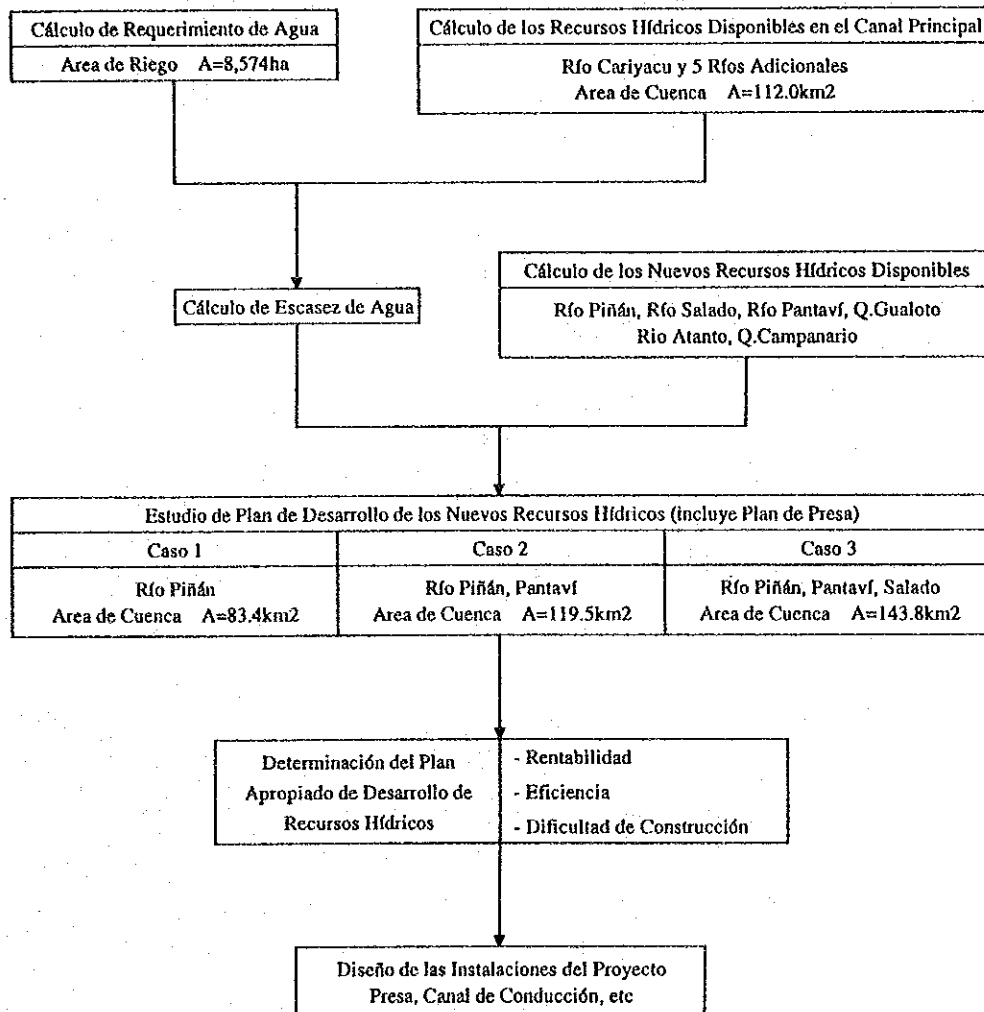 Cálculo de Requerimiento de Agua
Area de Riego A=8,574ha
Cálculo de los Recursos Hídricos Disponibles en el Canal Principal
Río Cariyacu y 5 Ríos Adicionales
Area de Cuenca A=112.0km2
Cálculo de Escasez de Agua
Cálculo de los Nuevos Recursos Hídricos Disponibles
Río Piñán, Río Salado, Río Pantaví, Q.Gualoto
Rio Atanto, Q.Campanario
Estudio de Plan de Desarrollo de los Nuevos Recursos Hídricos (incluye Plan de Presa)
Caso 1
Río Piñán
Area de Cuenca A=83.4km2
Caso 2
Río Piñán, Pantaví
Area de Cuenca A=119.5km2
Caso 3
Río Piñán, Pantaví, Salado
Area de Cuenca A=143.8km2
Determinación del Plan
Apropiado de Desarrollo de
Recursos Hídricos
- Rentabilidad
- Eficiencia
- Dificultad de Construcción
Diseño de las Instalaciones del Proyecto
Presa, Canal de Conducción, etc